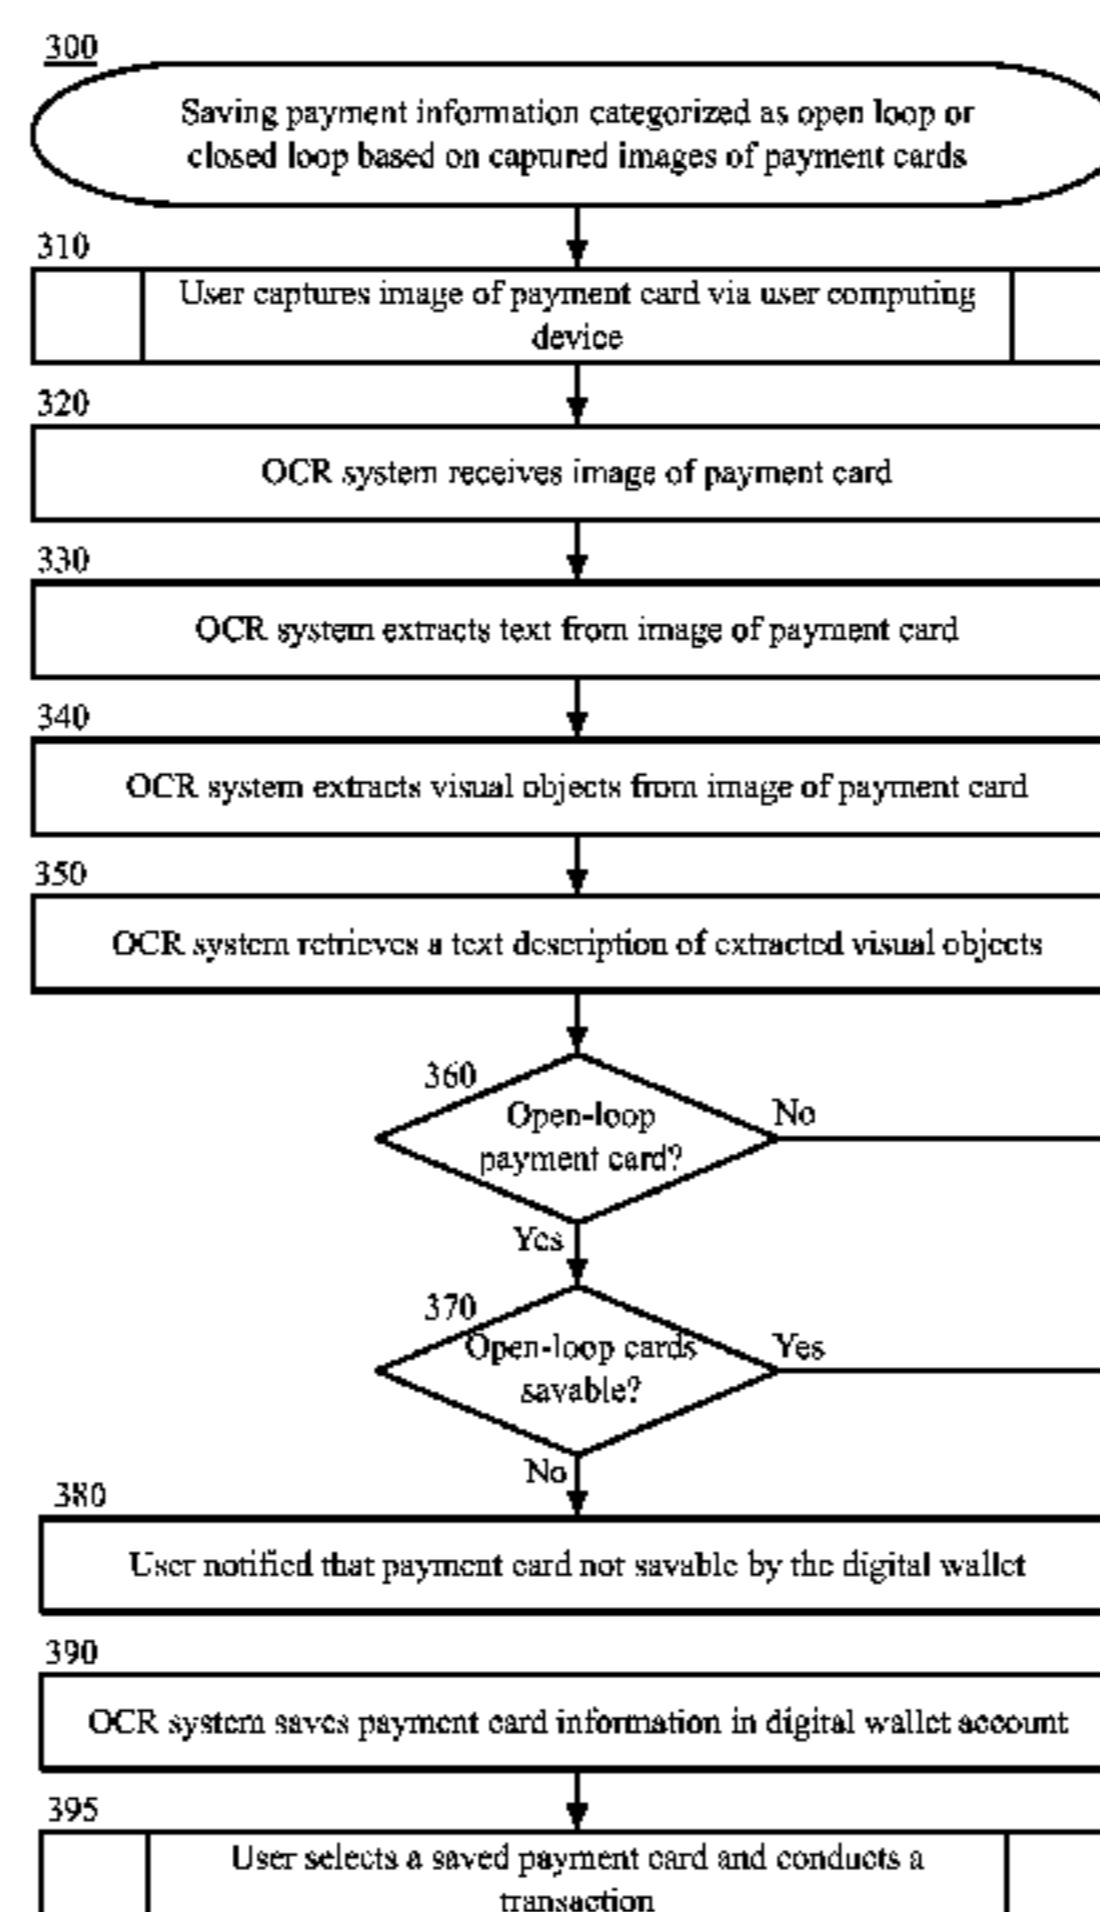 300
Saving payment information categorized as open loop or
closed loop based on captured images of payment cards
310
User captures image of payment card via user computing
device
320
OCR system receives image of payment card
330
OCR system extracts text from image of payment card
340
OCR system extracts visual objects from image of payment card
350
OCR system retrieves a text description of extracted visual objects
360
Open-loop
payment card?
No
Yes
370
Open-loop cards
savable?
Yes
No
380
User notified that payment card not savable by the digital wallet
390
OCR system saves payment card information in digital wallet account
395
User selects a saved payment card and conducts a
transaction